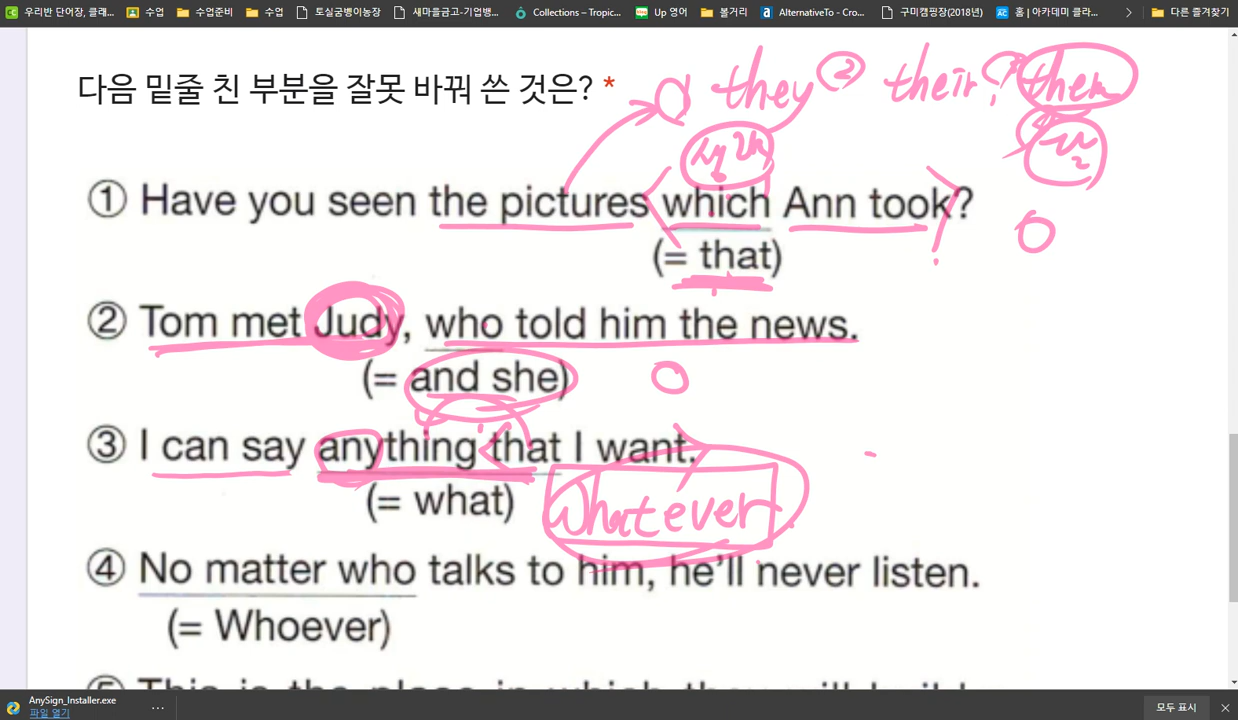 우리반 단어장, 클래... 수업 수업준비 수업 토실굼벵이농장 새마을금고-기업뱅... Collections – Tropic... Up 영어 볼거리 AlternativeTo - Cro... 구미캠핑장(2018년) 홈 | 아카데미 클라... 다른 즐겨찾기
they ② their? them
다음 밑줄 친 부분을 잘못 바꿔 쓴 것은? *
생략
① Have you seen the pictures which Ann took?
(= that)
② Tom met Judy, who told him the news.
(= and she)
③ I can say anything that I want.
(= what) Whatever
④ No matter who talks to him, he'll never listen.
(= Whoever)
AnySign_Installer.exe
파일 열기
모두 표시